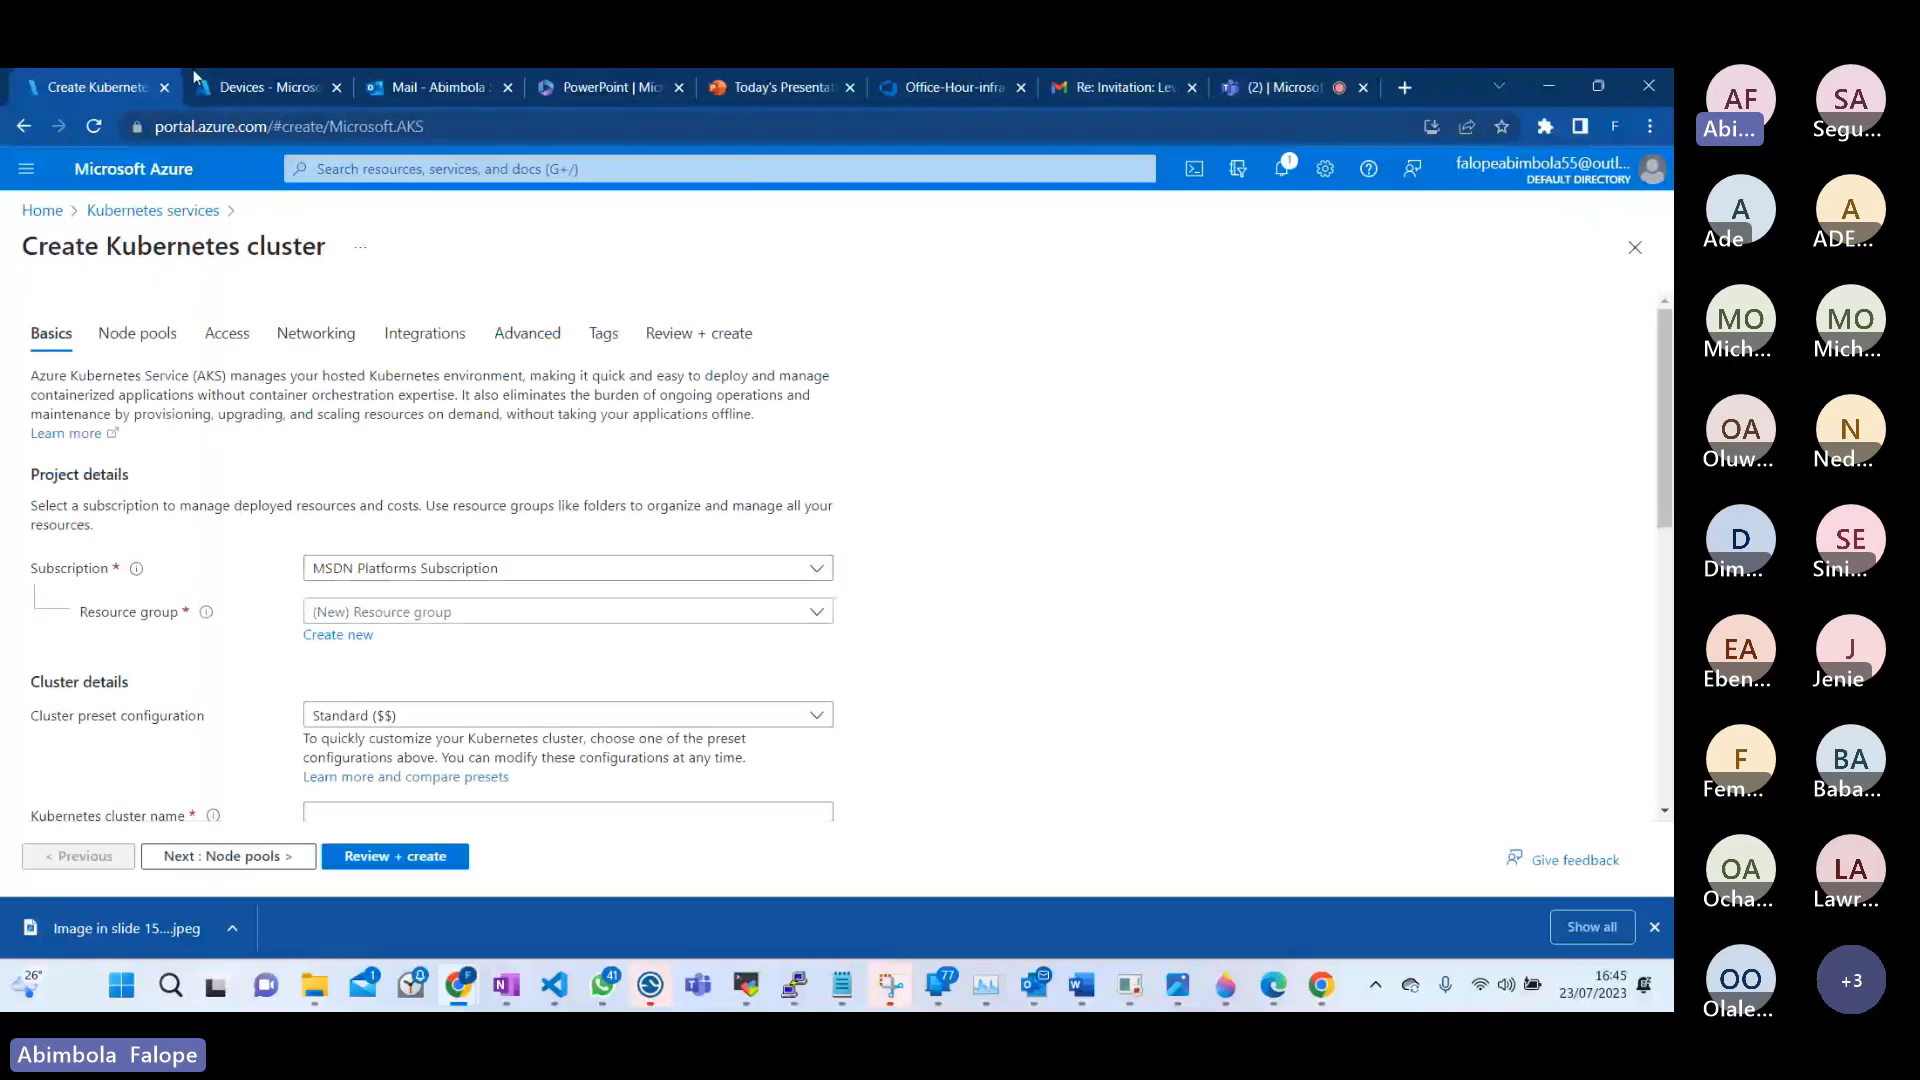 Create Kubernete
Devices - Microso
Mail - Abimbola
PowerPoint | Mic
Today's Presentat
Office-Hour-infra
Re: Invitation: Lev
(2) | Microsof
portal.azure.com/#create/Microsoft.AKS
F
Microsoft Azure
Search resources, services, and docs (G+/)
1
falopeabimbola55@outl...
DEFAULT DIRECTORY
Home > Kubernetes services >
Create Kubernetes cluster ...
Basics Node pools Access Networking Integrations Advanced Tags Review + create
Azure Kubernetes Service (AKS) manages your hosted Kubernetes environment, making it quick and easy to deploy and manage
containerized applications without container orchestration expertise. It also eliminates the burden of ongoing operations and
maintenance by provisioning, upgrading, and scaling resources on demand, without taking your applications offline.
Learn more
Project details
Select a subscription to manage deployed resources and costs. Use resource groups like folders to organize and manage all your
resources.
Subscription *
MSDN Platforms Subscription
Resource group *
(New) Resource group
Create new
Cluster details
Cluster preset configuration
Standard ($$)
To quickly customize your Kubernetes cluster, choose one of the preset
configurations above. You can modify these configurations at any time.
Learn more and compare presets
Kubernetes cluster name *
< Previous
Next : Node pools >
Review + create
Give feedback
Image in slide 15....jpeg
Show all
26°
1
F
41
77
16:45
23/07/2023
Abimbola Falope
AF
Abi...
SA
Segu...
A
Ade
A
ADE...
MO
Mich...
MO
Mich...
OA
Oluw...
N
Ned...
D
Dim...
SE
Sini...
EA
Eben...
J
Jenie
F
Fem...
BA
Baba...
OA
Ocha...
LA
Lawr...
OO
Olale...
+3